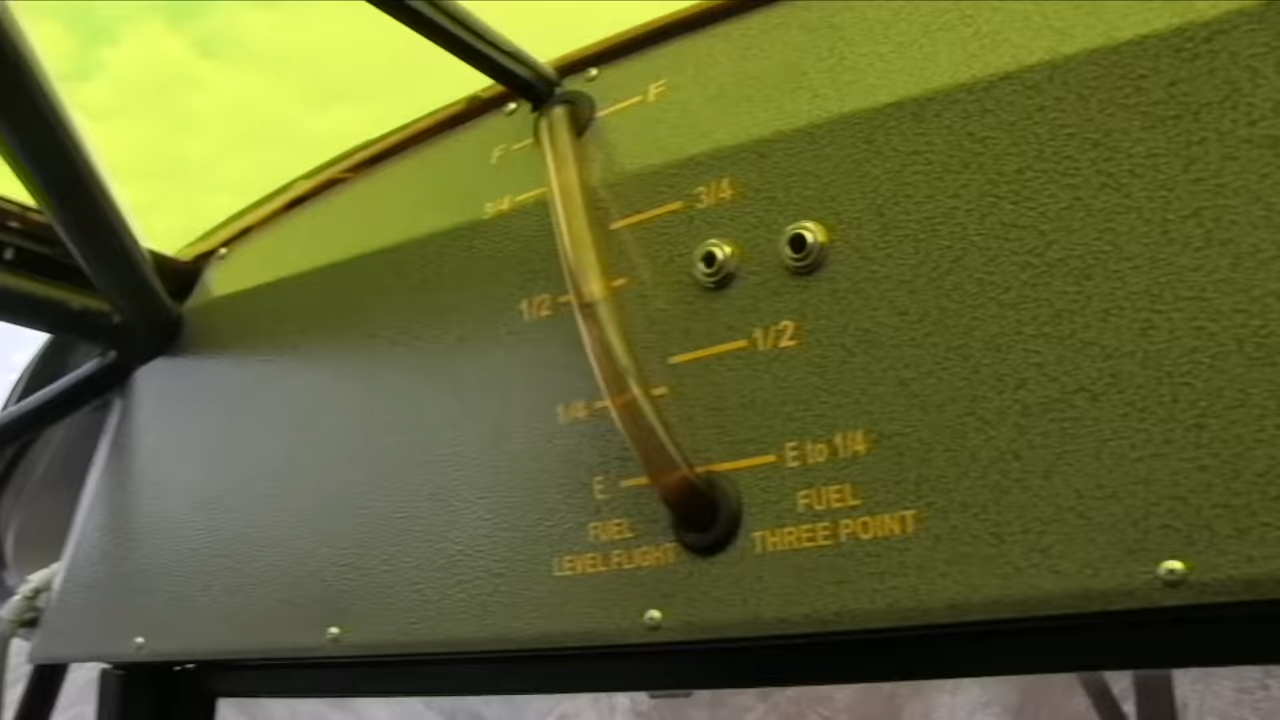 F
F
3/4
3/4
1/2
1/2
1/4
E to 1/4
E
FUEL
LEVEL FLIGHT
FUEL
THREE POINT